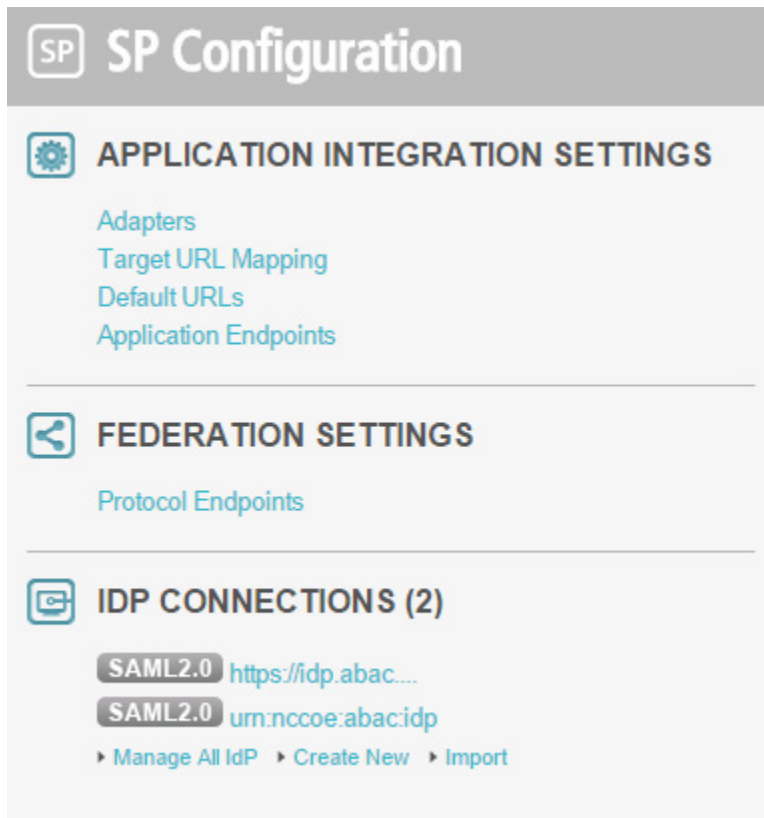 SP SP Configuration
APPLICATION INTEGRATION SETTINGS
Adapters
Target URL Mapping
Default URLs
Application Endpoints
FEDERATION SETTINGS
Protocol Endpoints
IDP CONNECTIONS (2)
SAML2.0 https://idp.abac....
SAML2.0 urn:nccoe:abac:idp
Manage All IdP Create New Import